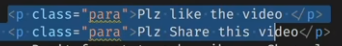 <p class="para">Plz like the video </p>
<p class="para">Plz Share this video</p>